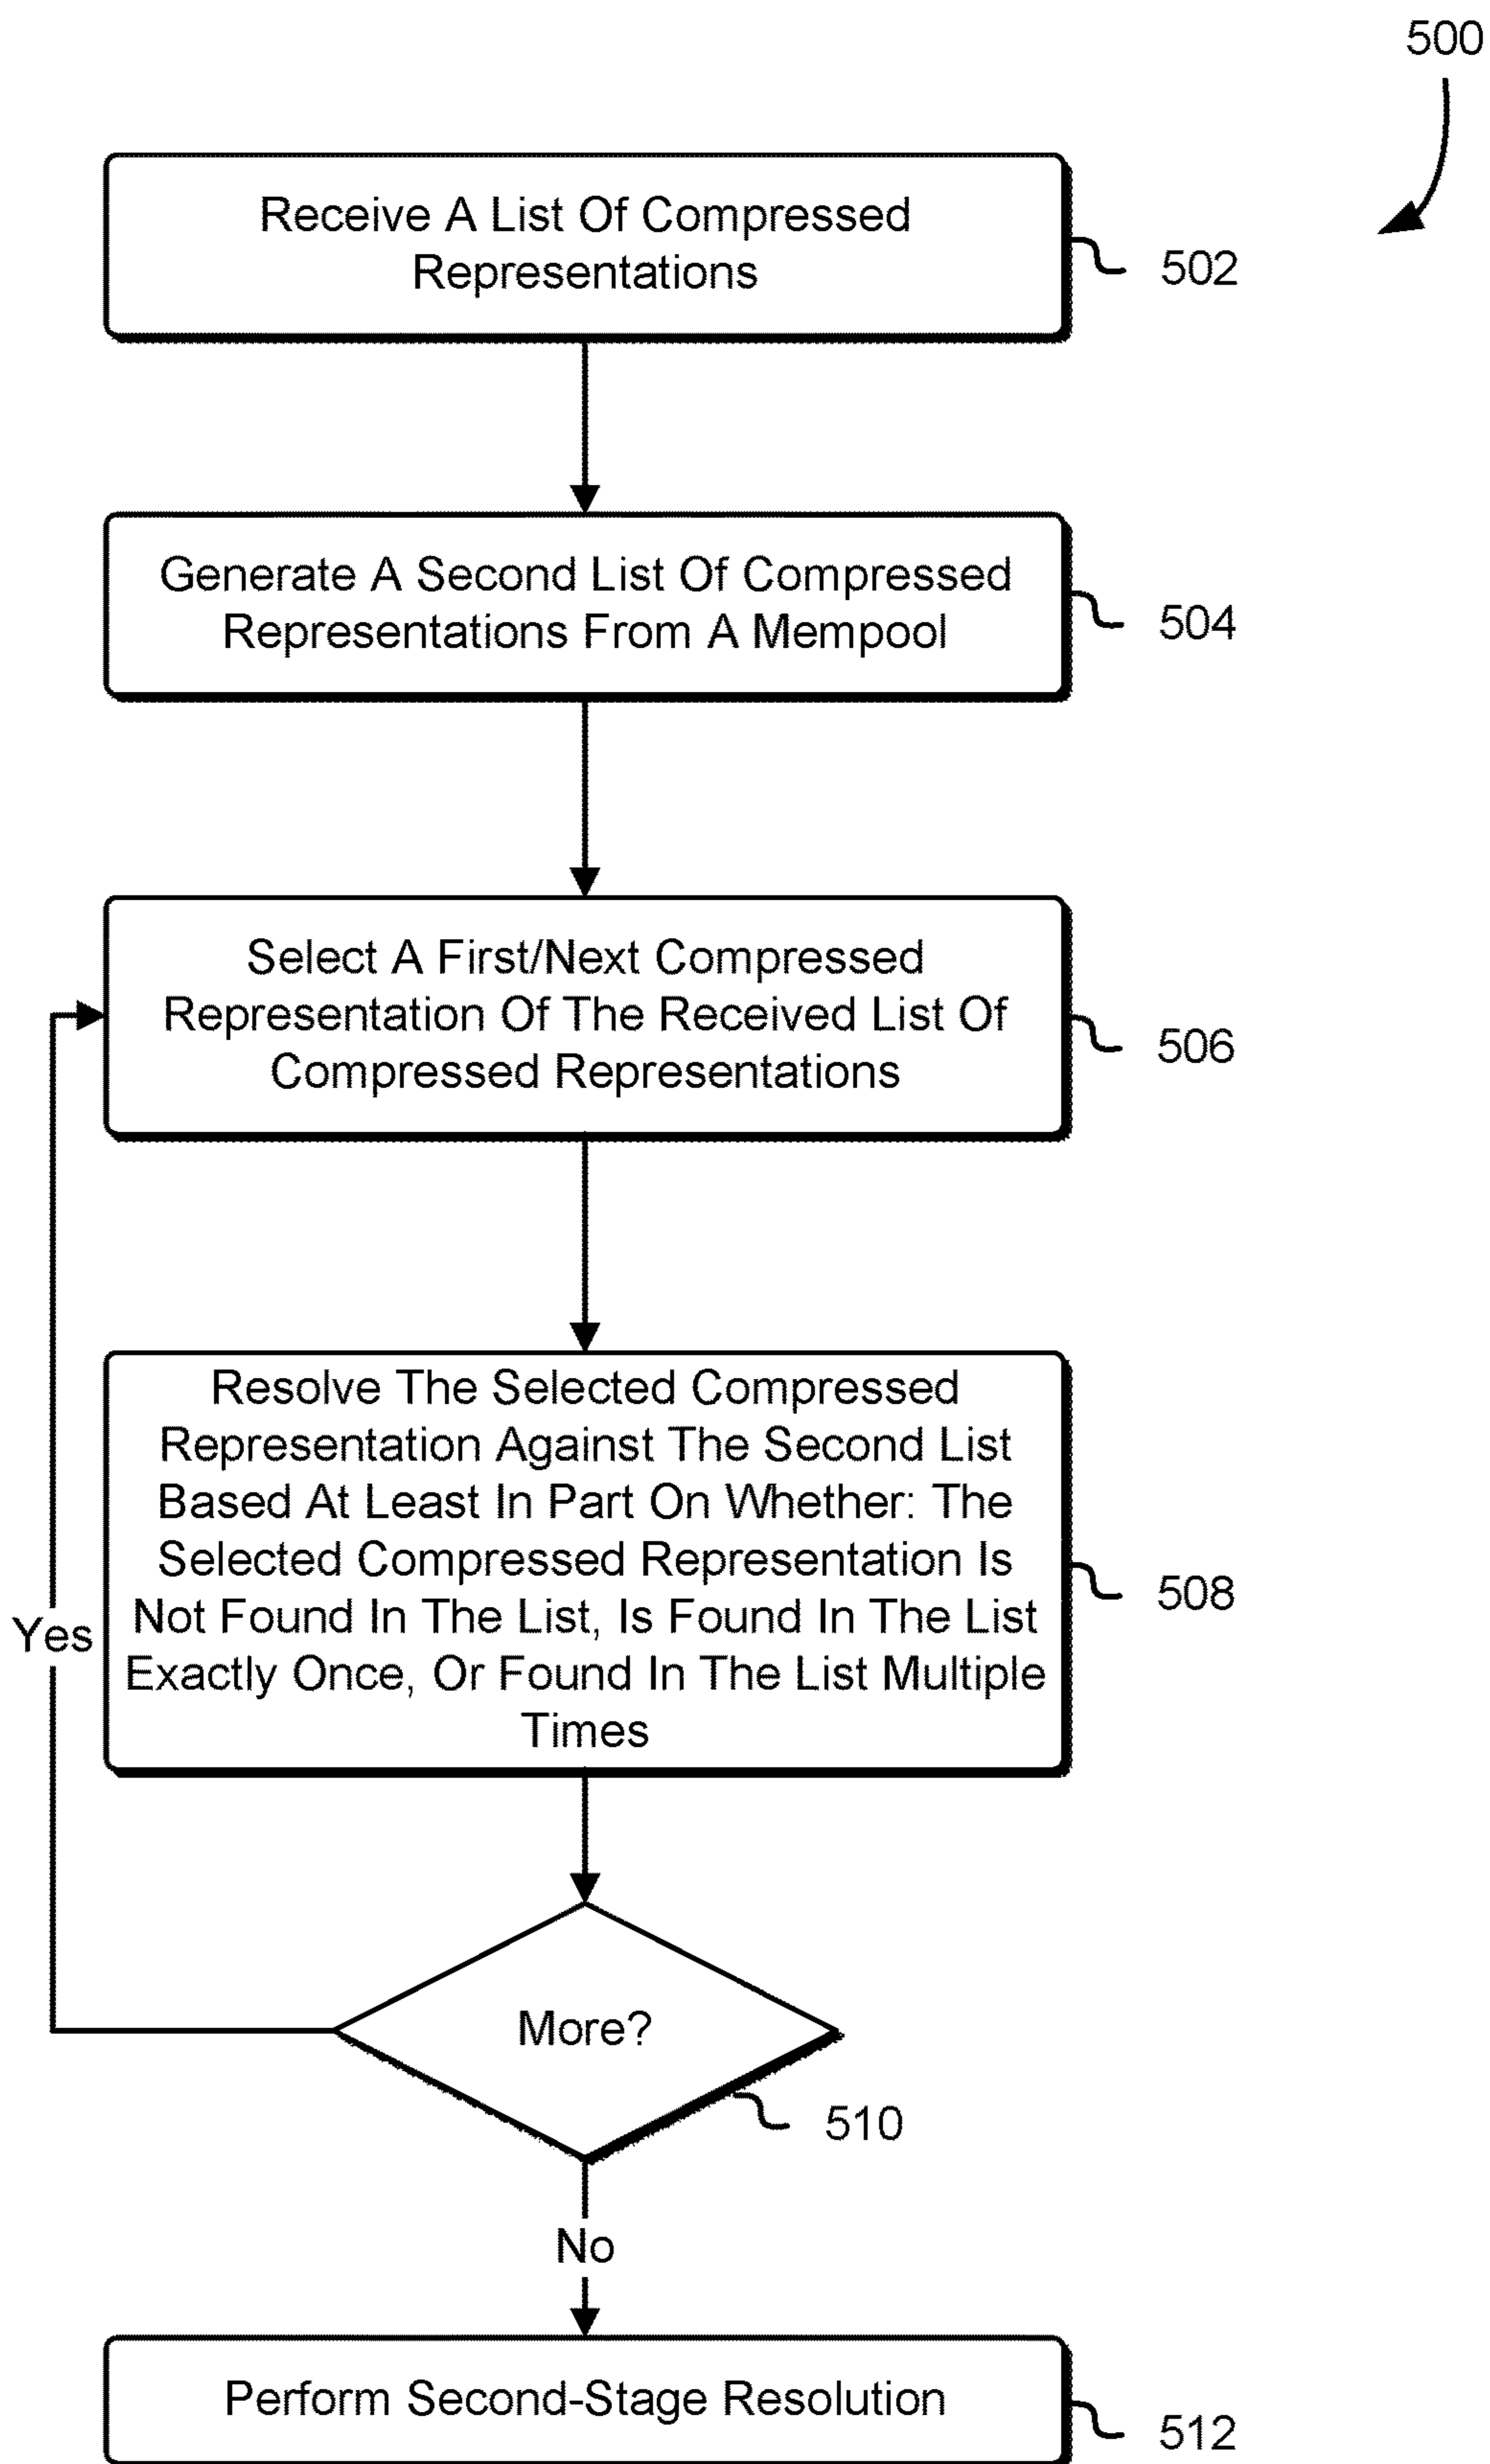 500
Receive A List Of Compressed
Representations
502
Generate A Second List Of Compressed
Representations From A Mempool
504
Select A First/Next Compressed
Representation Of The Received List Of
Compressed Representations
506
Resolve The Selected Compressed
Representation Against The Second List
Based At Least In Part On Whether: The
Selected Compressed Representation Is
Not Found In The List, Is Found In The List
Exactly Once, Or Found In The List Multiple
Times
508
Yes
More?
510
No
Perform Second-Stage Resolution
512